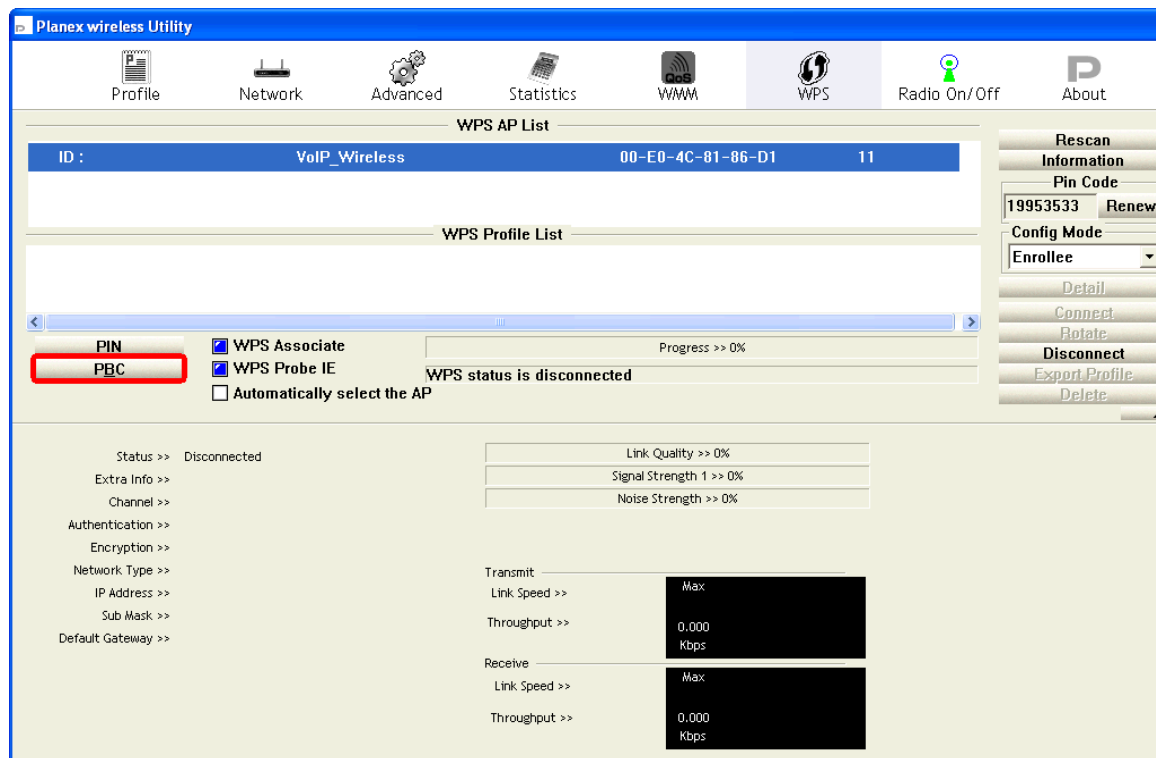 Planex wireless Utility
Profile Network Advanced Statistics WMM WPS Radio On/Off About
QoS
WPS AP List
ID : VoIP_Wireless 00-E0-4C-81-86-D1 11
Rescan
Information
Pin Code
19953533 Renew
WPS Profile List
Config Mode
Enrollee
Detail
Connect
Rotate
Disconnect
Export Profile
Delete
PIN WPS Associate Progress >> 0%
PBC WPS Probe IE WPS status is disconnected
Automatically select the AP
Status >> Disconnected
Extra Info >>
Channel >>
Authentication >>
Encryption >>
Network Type >>
IP Address >>
Sub Mask >>
Default Gateway >>
Link Quality >> 0%
Signal Strength 1 >> 0%
Noise Strength >> 0%
Transmit
Link Speed >> Max
Throughput >> 0.000
Kbps
Receive
Link Speed >> Max
Throughput >> 0.000
Kbps